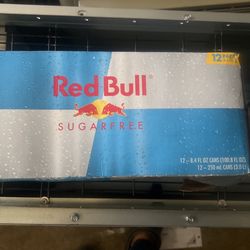 12
Red Bull
SUGARFREE
12 - 8.4 FL OZ CANS (100.8 FL OZ)
12 - 250 mL CANS (3.0 L)